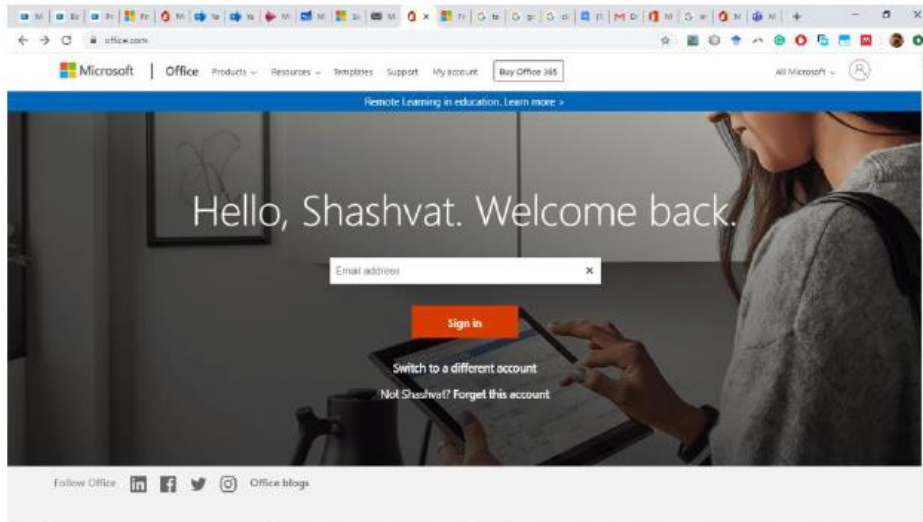 office.com
Microsoft | Office Products Resources Templates Support My account Buy Office 365 All Microsoft
Remote Learning in education. Learn more >
Hello, Shashvat. Welcome back.
Email address
Sign in
Switch to a different account
Not Shashvat? Forget this account
Follow Office Office blogs